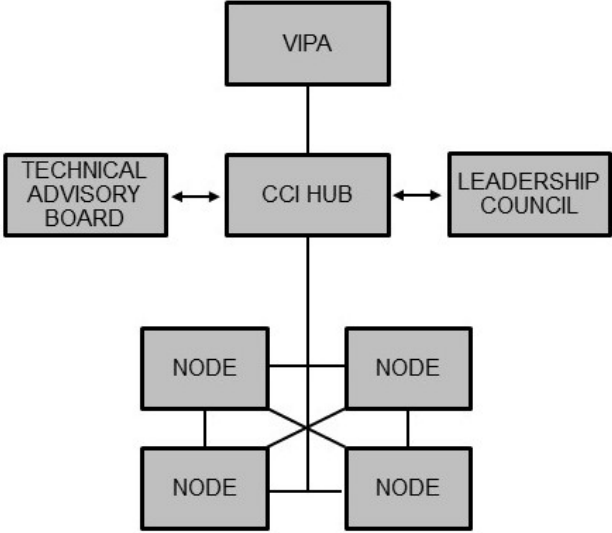 VIPA
TECHNICAL
ADVISORY
BOARD
CCI HUB
LEADERSHIP
COUNCIL
NODE
NODE
NODE
NODE